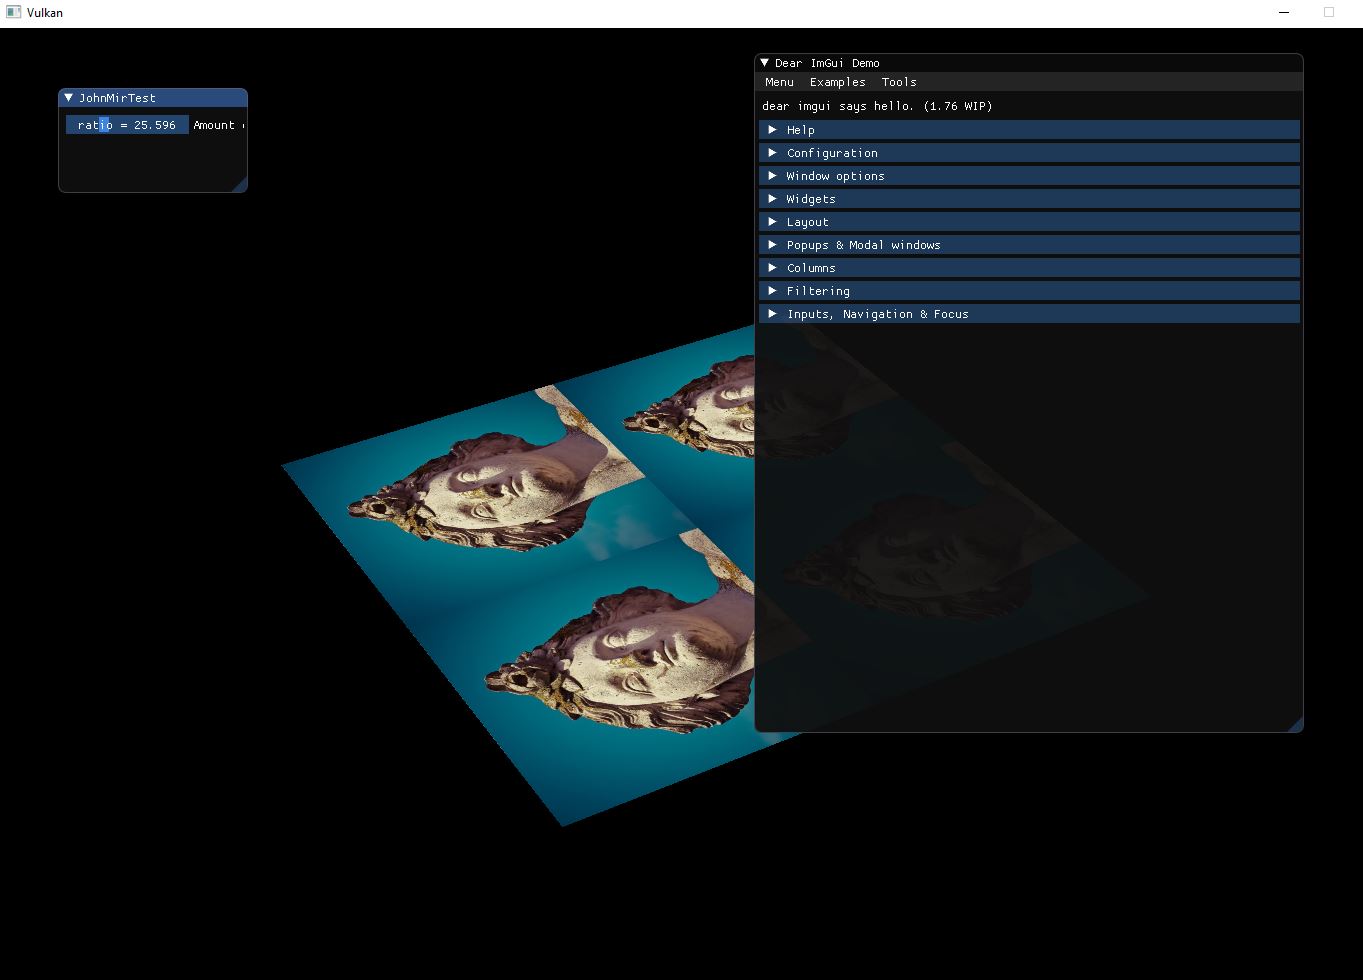 Vulkan
JohnMirTest
ratio = 25.596 Amount
Dear ImGui Demo
Menu Examples Tools
dear imgui says hello. (1.76 WIP)
Help
Configuration
Window options
Widgets
Layout
Popups & Modal windows
Columns
Filtering
Inputs, Navigation & Focus